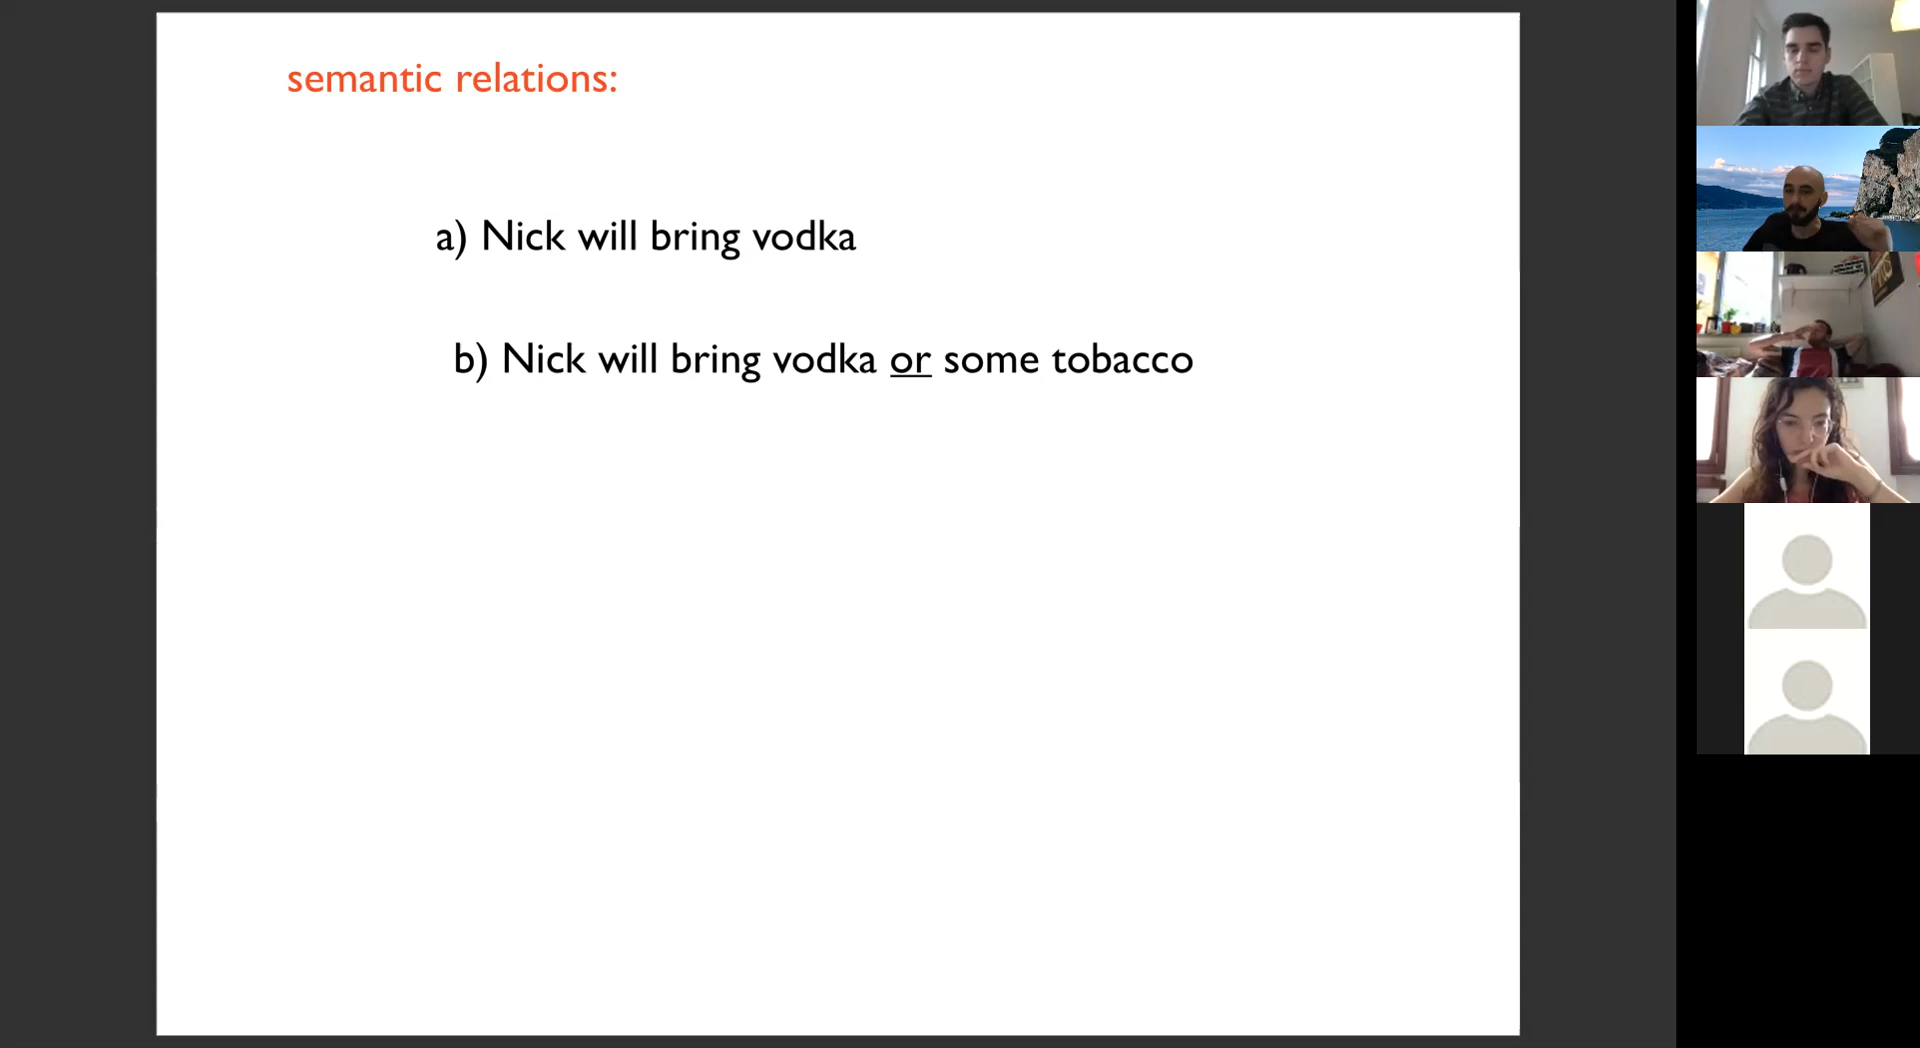 semantic relations:
a) Nick will bring vodka
b) Nick will bring vodka or some tobacco